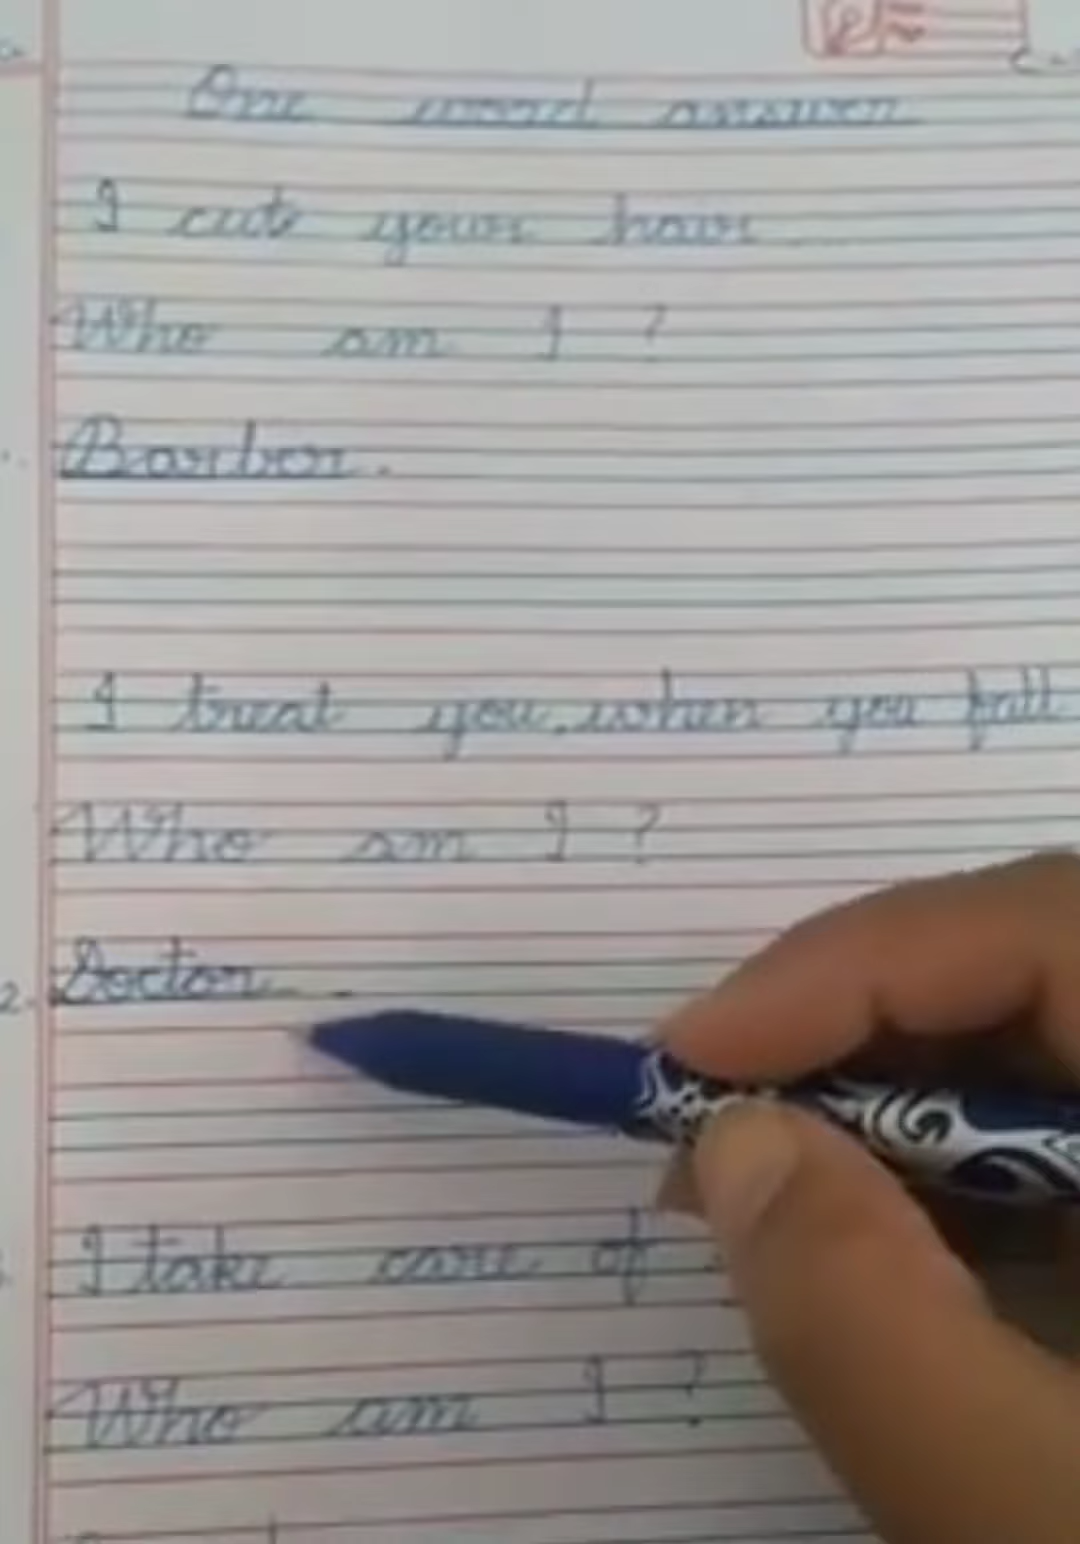 One word answer
I cut your hair
Who am I ?
Barber.
I treat you, when you fall
Who am I ?
2. Doctor.
I take care of
Who am I ?